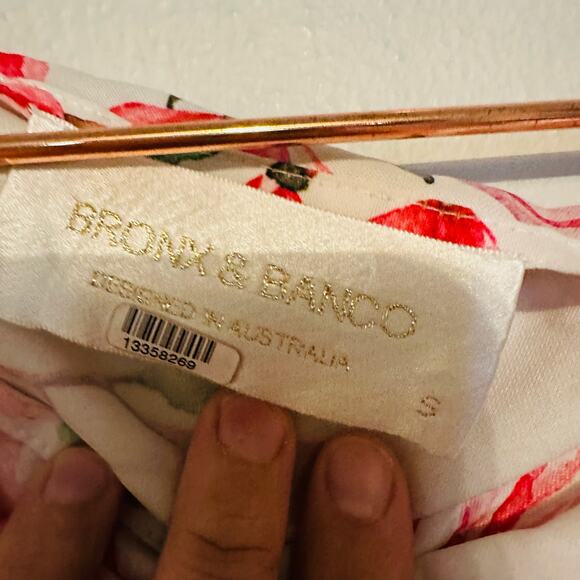 BRONX & BANCO
DESIGNED IN AUSTRALIA
13358269
S